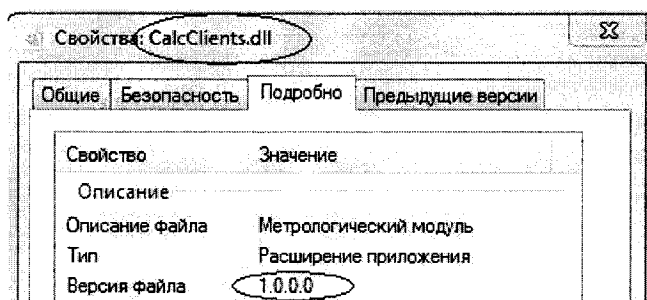 Свойства: CalcClients.dll
Общие Безопасность Подробно Предыдущие версии
Свойство Значение
Описание
Описание файла Метрологический модуль
Тип Расширение приложения
Версия файла 1.0.0.0